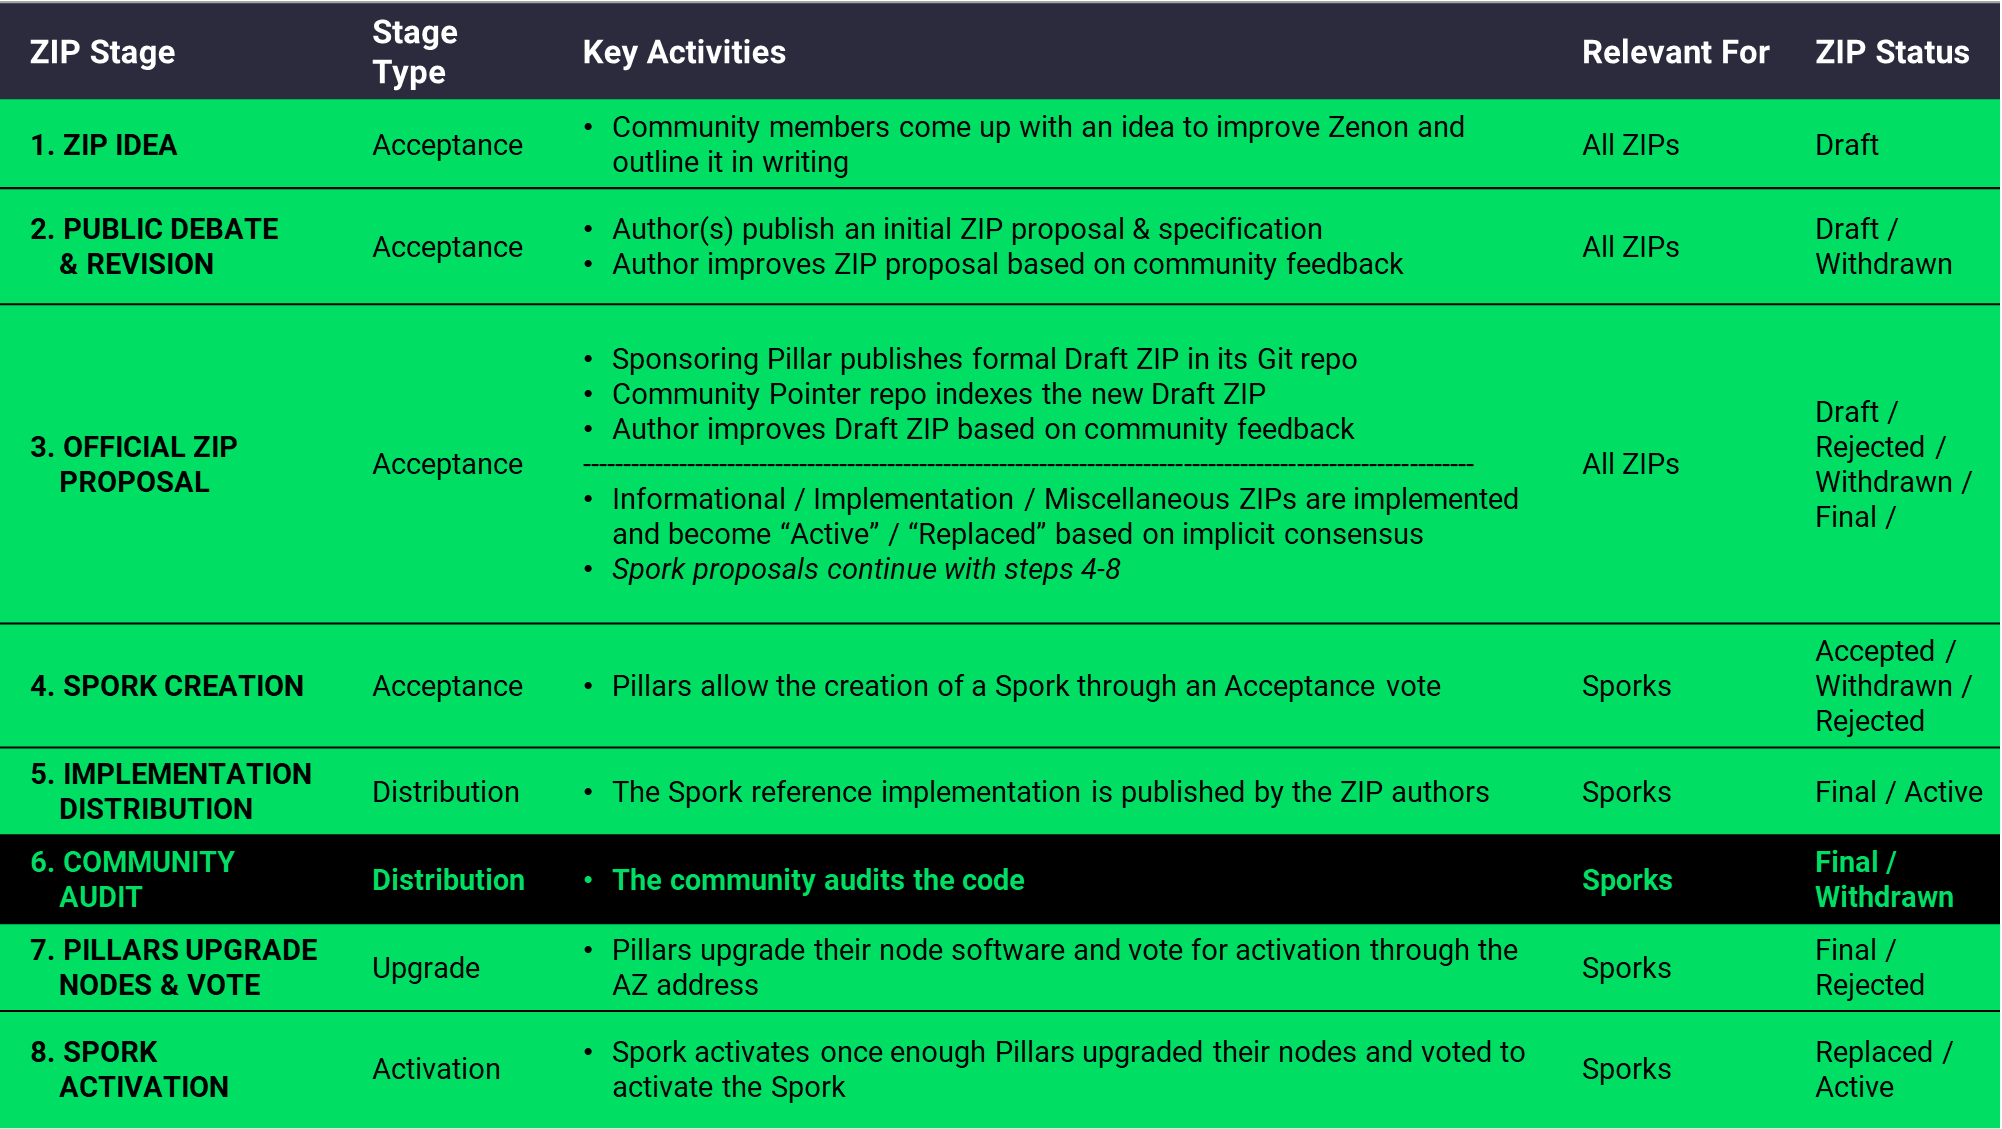 ZIP Stage
Stage
Type
Key Activities
Relevant For
ZIP Status
1. ZIP IDEA
Acceptance
• Community members come up with an idea to improve Zenon and
outline it in writing
All ZIPs
Draft
2. PUBLIC DEBATE
& REVISION
Acceptance
• Author(s) publish an initial ZIP proposal & specification
• Author improves ZIP proposal based on community feedback
All ZIPs
Draft /
Withdrawn
3. OFFICIAL ZIP
PROPOSAL
Acceptance
• Sponsoring Pillar publishes formal Draft ZIP in its Git repo
• Community Pointer repo indexes the new Draft ZIP
• Author improves Draft ZIP based on community feedback
---------------------------------------------------------------------------------------------------------------
• Informational / Implementation / Miscellaneous ZIPs are implemented
and become “Active” / “Replaced” based on implicit consensus
• Spork proposals continue with steps 4-8
All ZIPs
Draft /
Rejected /
Withdrawn /
Final /
4. SPORK CREATION
Acceptance
• Pillars allow the creation of a Spork through an Acceptance vote
Sporks
Accepted /
Withdrawn /
Rejected
5. IMPLEMENTATION
DISTRIBUTION
Distribution
• The Spork reference implementation is published by the ZIP authors
Sporks
Final / Active
6. COMMUNITY
AUDIT
Distribution
• The community audits the code
Sporks
Final /
Withdrawn
7. PILLARS UPGRADE
NODES & VOTE
Upgrade
• Pillars upgrade their node software and vote for activation through the
AZ address
Sporks
Final /
Rejected
8. SPORK
ACTIVATION
Activation
• Spork activates once enough Pillars upgraded their nodes and voted to
activate the Spork
Sporks
Replaced /
Active